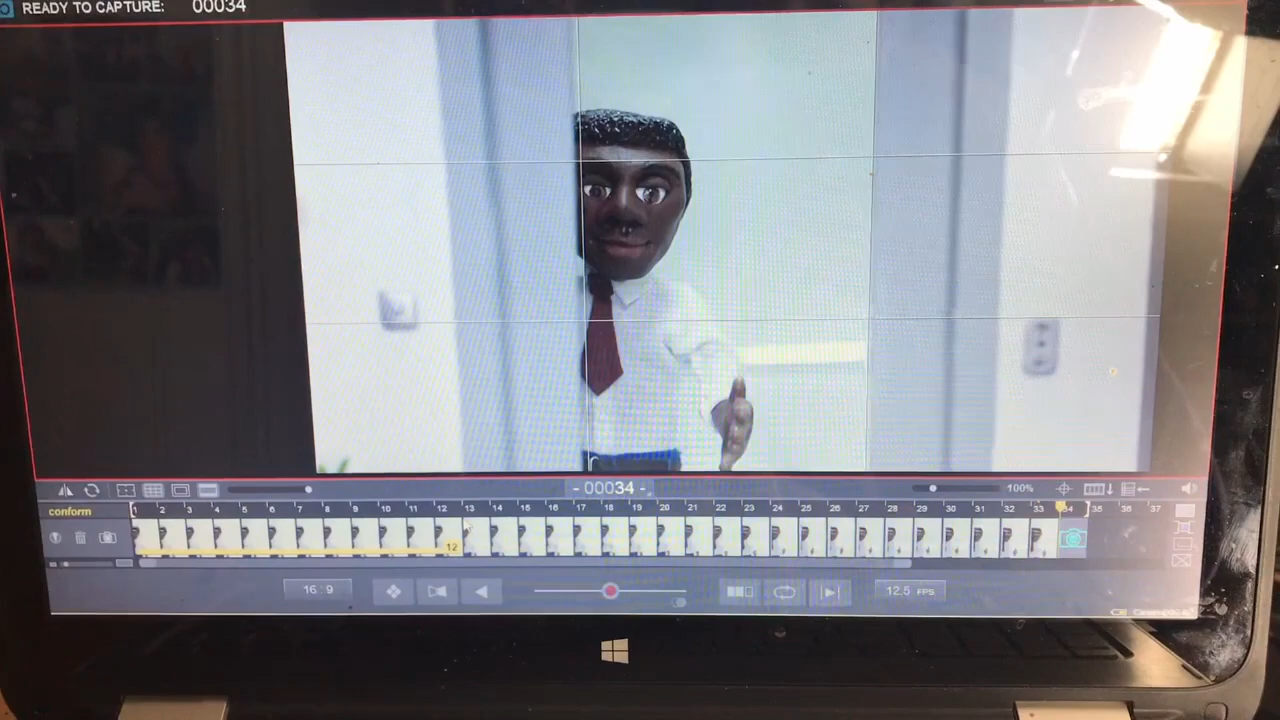 READY TO CAPTURE: 00034
- 00034 -
100%
1 2 3 4 5 6 7 8 9 10 11 12 13 14 15 16 17 18 19 20 21 22 23 24 25 26 27 28 29 30 31 32 33 34 35 36 37
conform
12
16:9
12.5 FPS